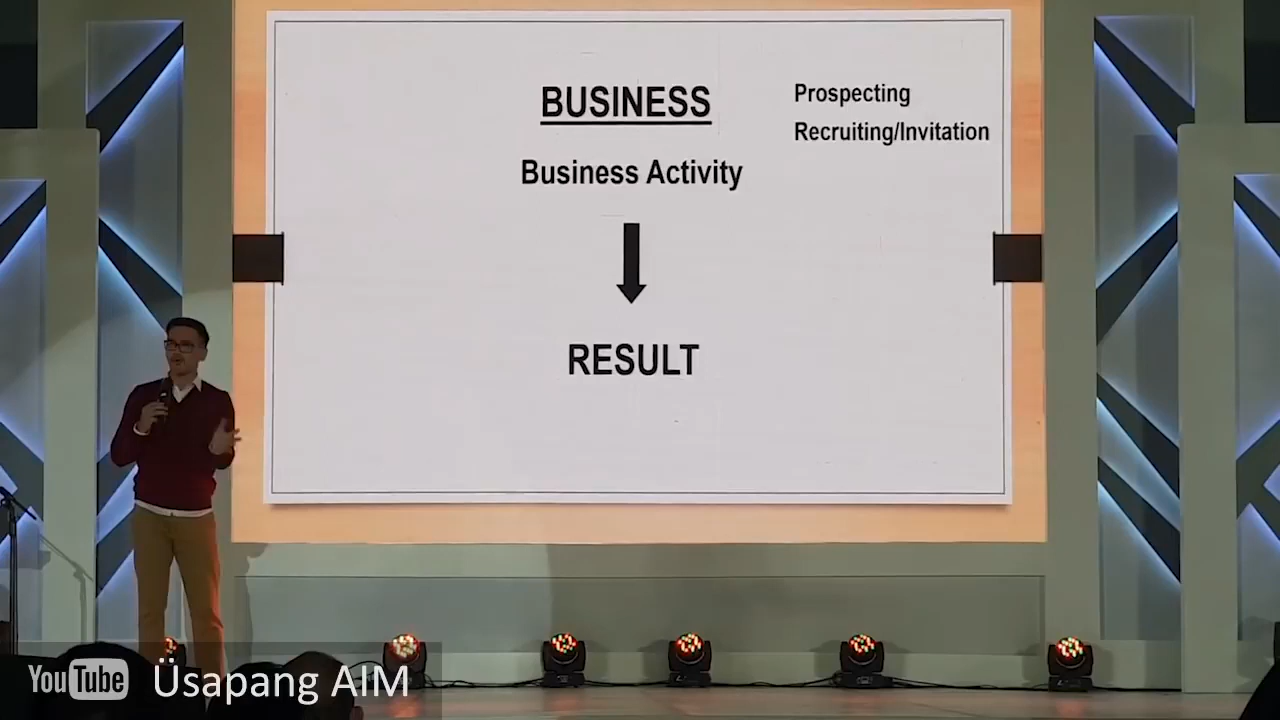 BUSINESS
Business Activity
RESULT
Prospecting
Recruiting/Invitation
YouTube Üsapang AIM